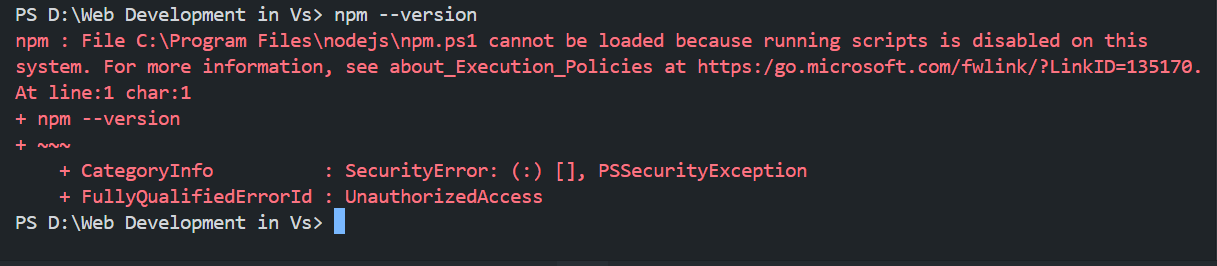 PS D:\Web Development in Vs> npm --version
npm : File C:\Program Files\nodejs\npm.ps1 cannot be loaded because running scripts is disabled on this
system. For more information, see about_Execution_Policies at https:/go.microsoft.com/fwlink/?LinkID=135170.
At line:1 char:1
+ npm --version
+ ~~~
    + CategoryInfo          : SecurityError: (:) [], PSSecurityException
    + FullyQualifiedErrorId : UnauthorizedAccess
PS D:\Web Development in Vs>